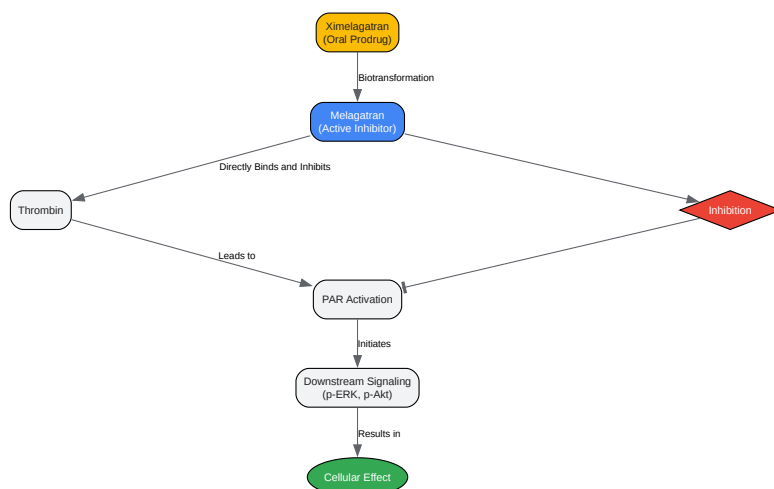 Ximelagatran
(Oral Prodrug)
Biotransformation
Melagatran
(Active Inhibitor)
Directly Binds and Inhibits
Thrombin
Inhibition
Leads to
PAR Activation
Initiates
Downstream Signaling
(p-ERK, p-Akt)
Results in
Cellular Effect